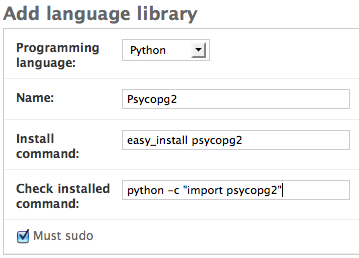 Add language library
Programming
language:
Python
Name:
Psycopg2
Install
command:
easy_install psycopg2
Check installed
command:
python -c "import psycopg2"
Must sudo